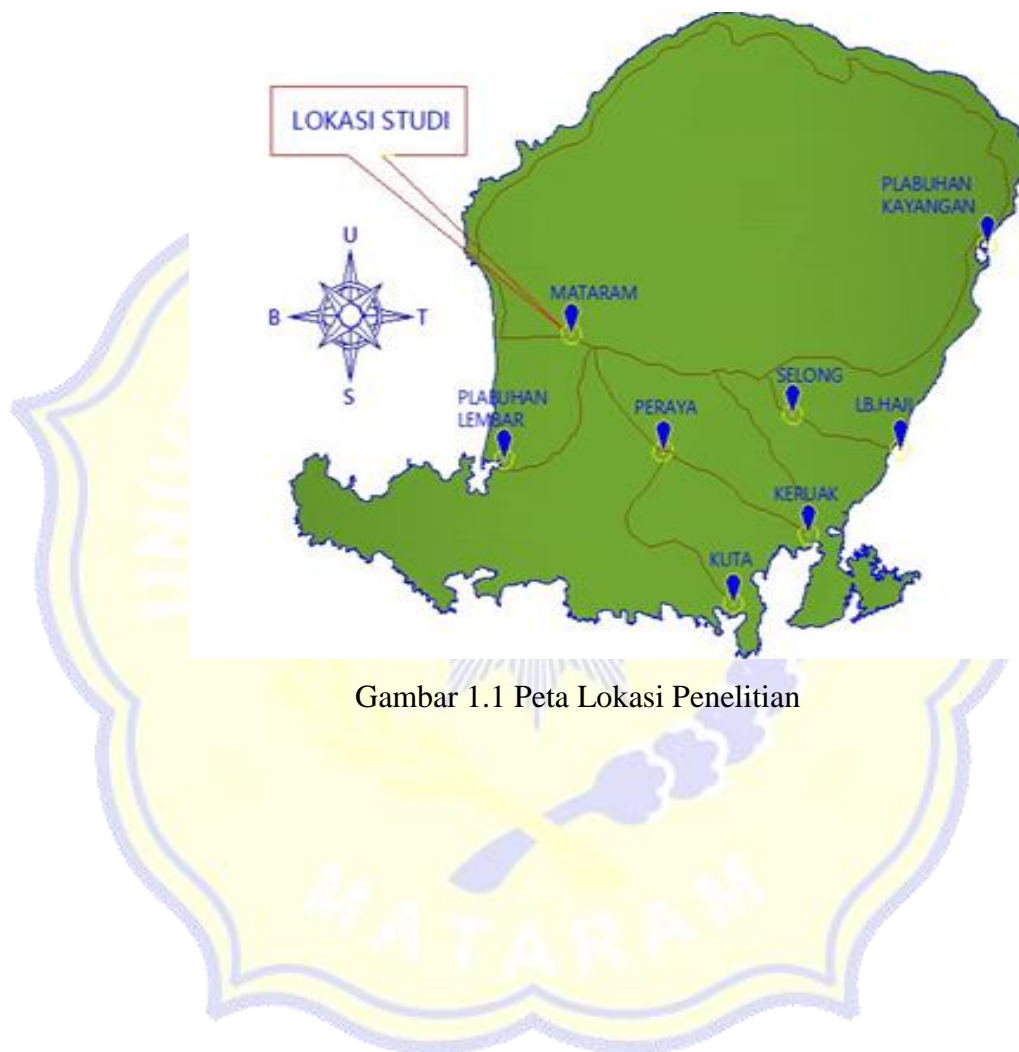 LOKASI STUDI
PLABUHAN
KAYANGAN
U
B
T
S
MATARAM
PLABUHAN
LEMBAR
PERAYA
SELONG
LB.HAJI
KERUAK
KUTA
Gambar 1.1 Peta Lokasi Penelitian
MATARAM